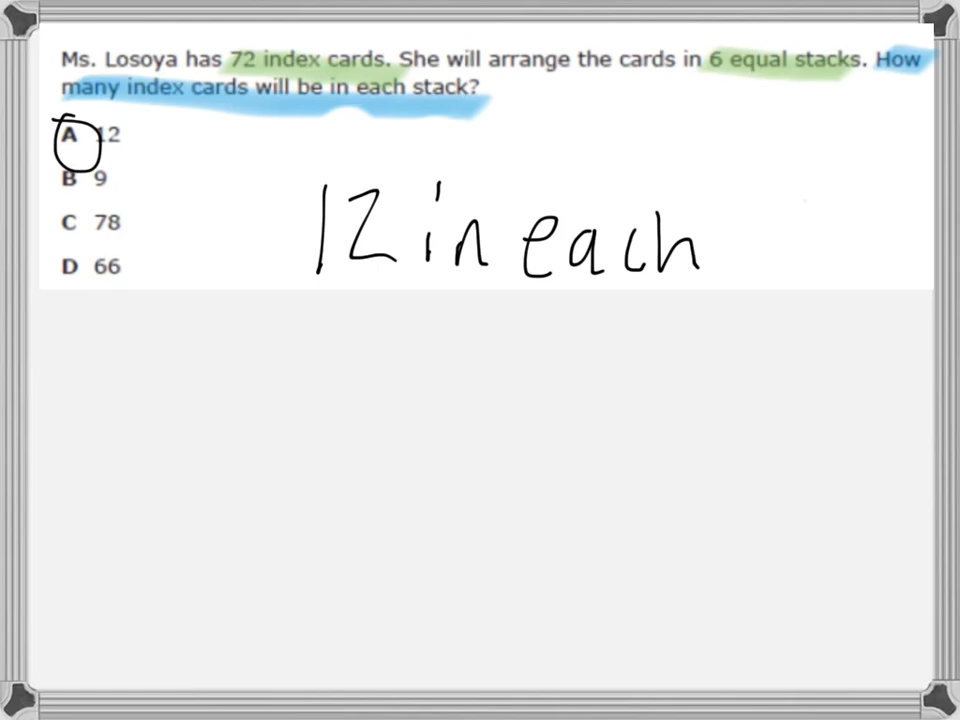 Ms. Losoya has 72 index cards. She will arrange the cards in 6 equal stacks. How
many index cards will be in each stack?
A 12
B 9
C 78
D 66
12 in each